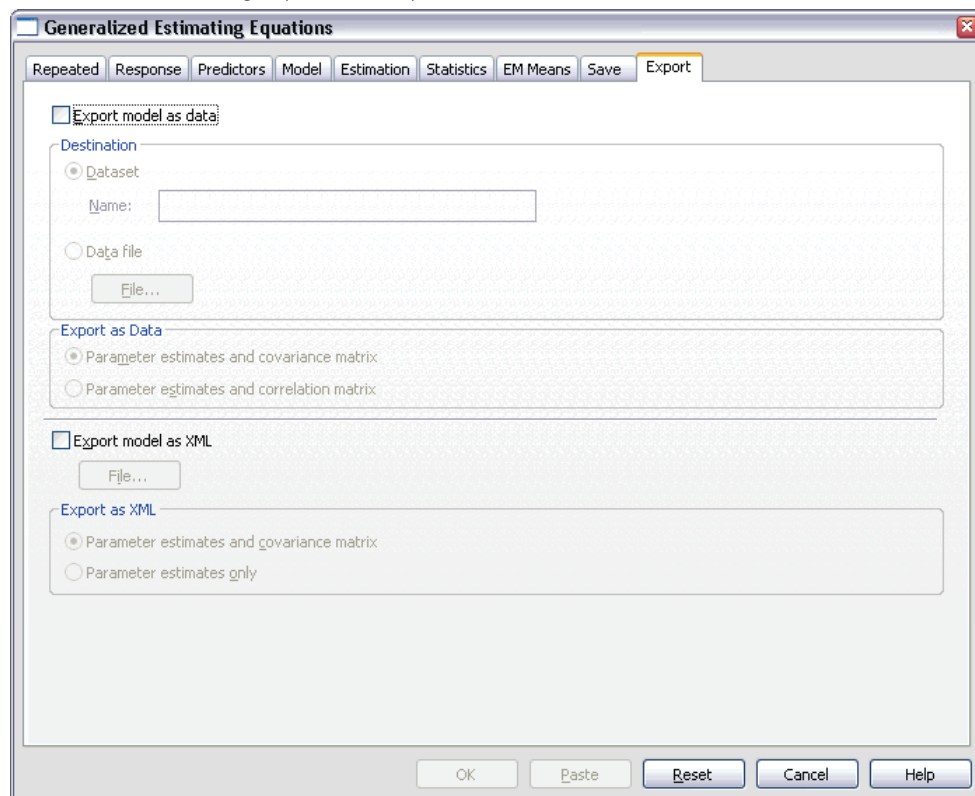 Generalized Estimating Equations
Repeated Response Predictors Model Estimation Statistics EM Means Save Export
Export model as data
Destination
Dataset
Name:
Data file
File...
Export as Data
Parameter estimates and covariance matrix
Parameter estimates and correlation matrix
Export model as XML
File...
Export as XML
Parameter estimates and covariance matrix
Parameter estimates only
OK Paste Reset Cancel Help